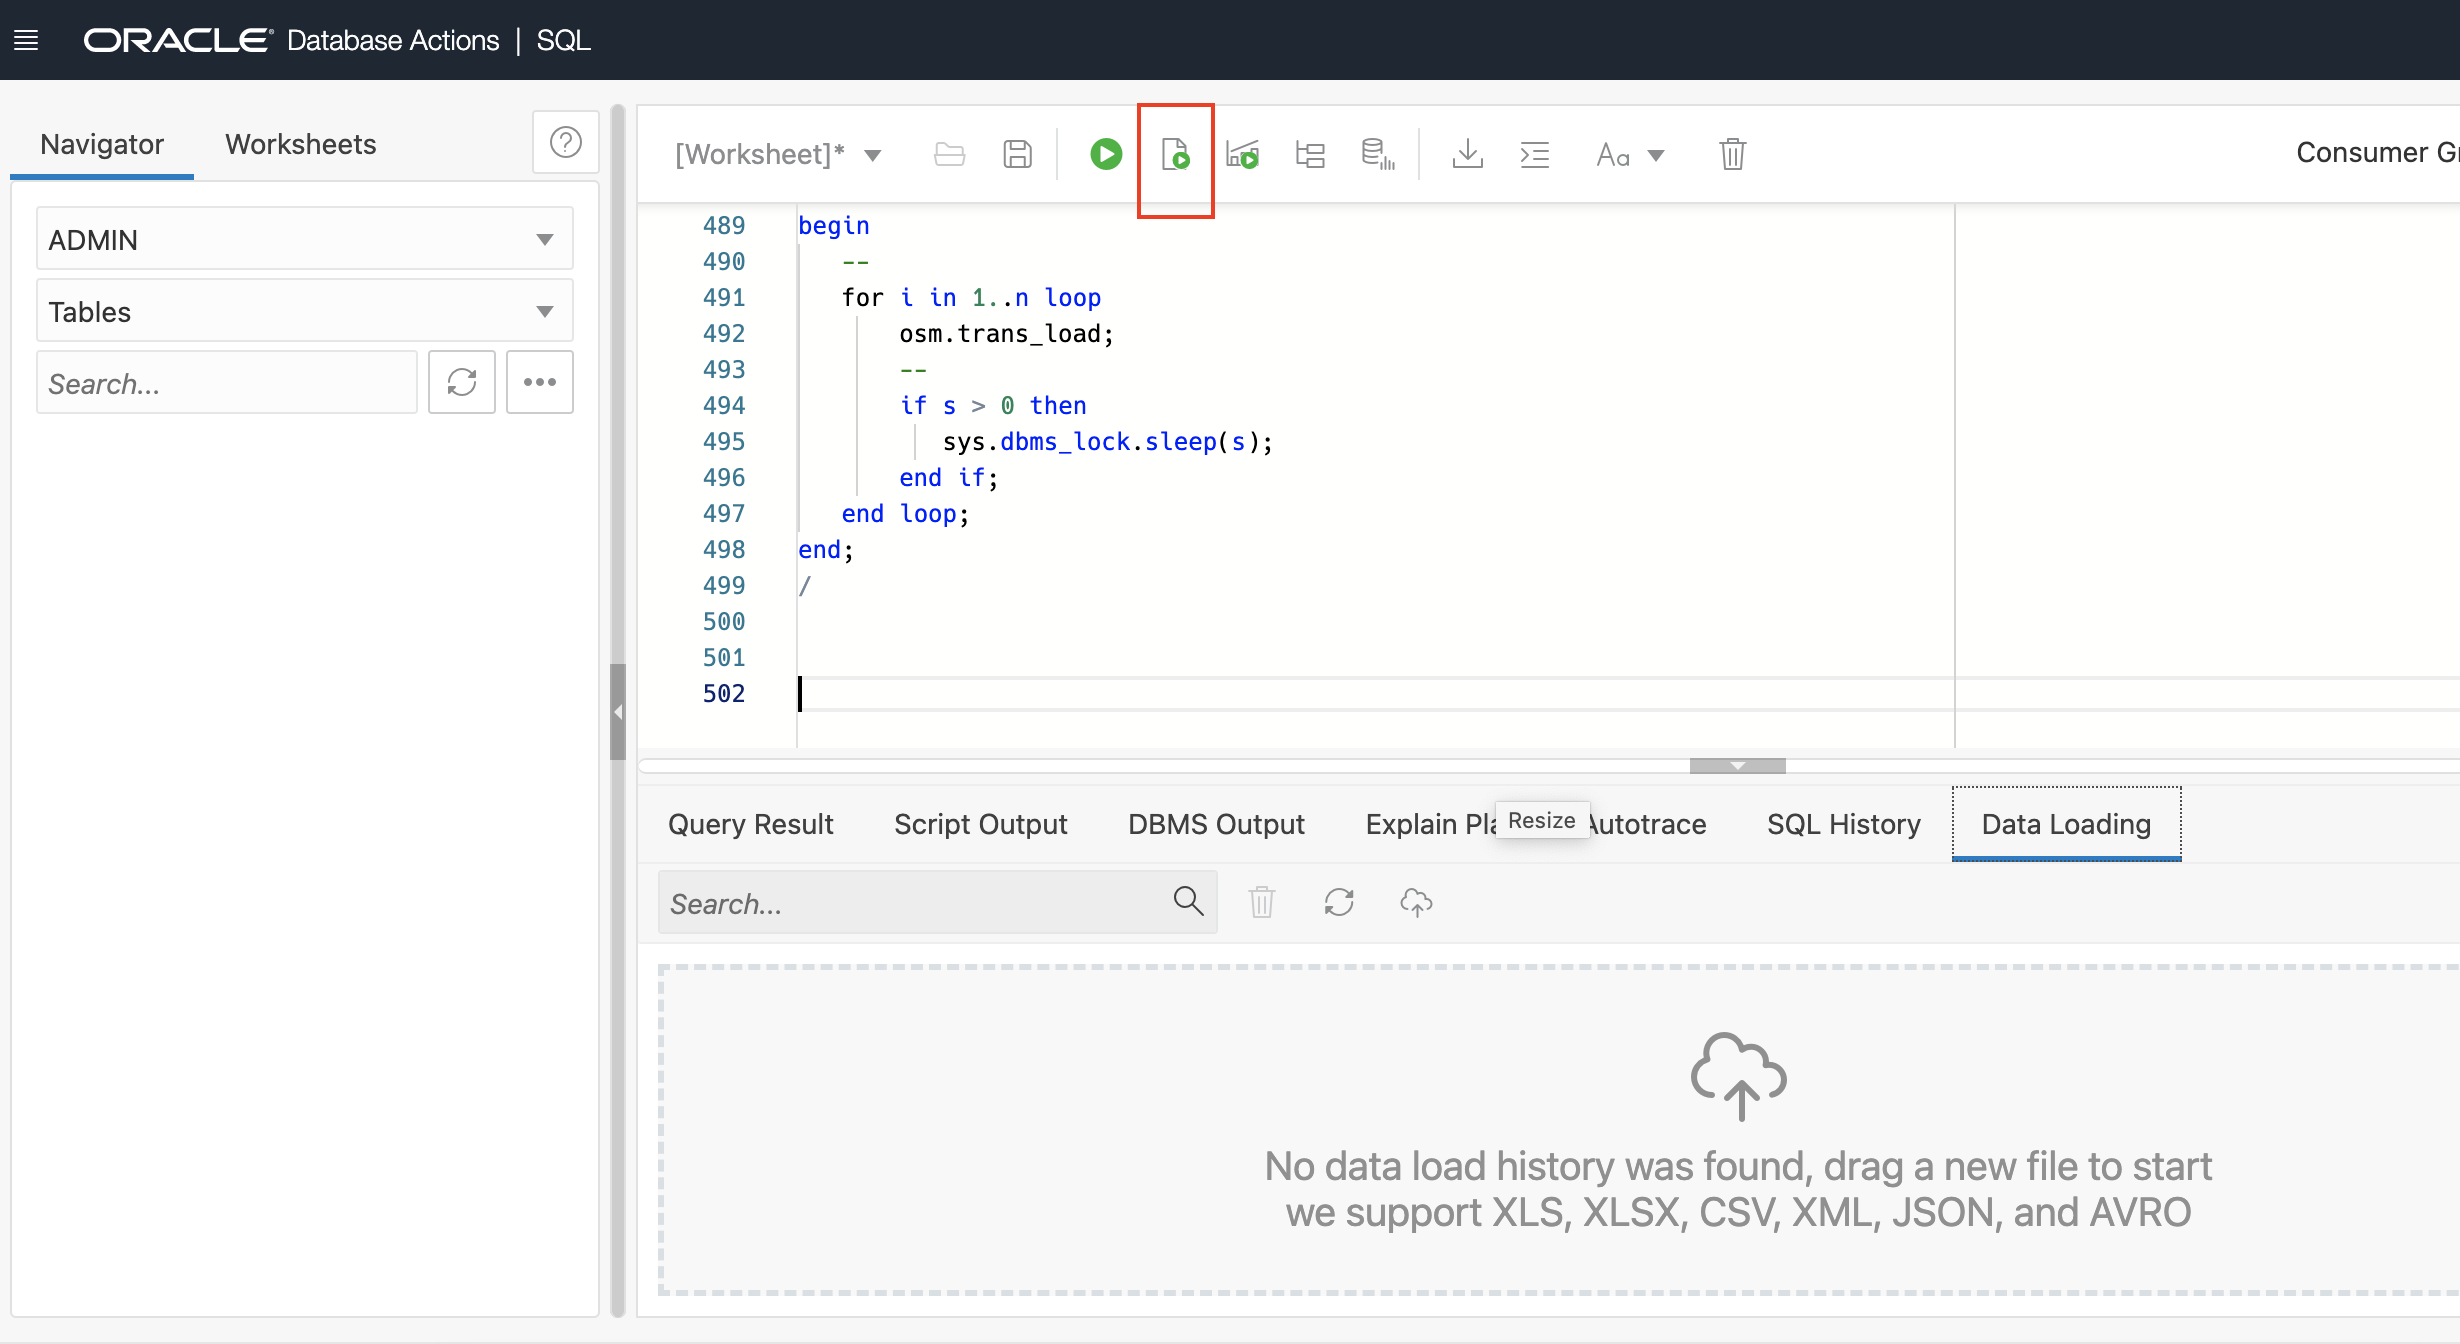 ORACLE Database Actions | SQL
Navigator
Worksheets
ADMIN
Tables
Search...
[Worksheet]*
Aa
Consumer Gr
489 begin
490 --
491 for i in 1..n loop
492 osm.trans_load;
493 --
494 if s > 0 then
495 sys.dbms_lock.sleep(s);
496 end if;
497 end loop;
498 end;
499 /
500
501
502
Query Result
Script Output
DBMS Output
Explain Pla
Resize
Autotrace
SQL History
Data Loading
Search...
No data load history was found, drag a new file to start
we support XLS, XLSX, CSV, XML, JSON, and AVRO